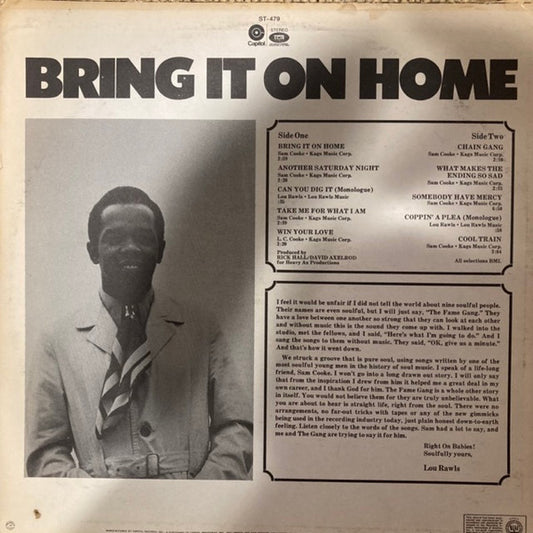 ST-479
Capitol
STEREO
BRING IT ON HOME
Side One
BRING IT ON HOME
Sam Cooke • Kags Music Corp.
ANOTHER SATURDAY NIGHT
Sam Cooke • Kags Music Corp.
CAN YOU DIG IT (Monologue)
Lou Rawls • Lou Rawls Music
:35
TAKE ME FOR WHAT I AM
Sam Cooke • Kags Music Corp.
WIN YOUR LOVE
L. C. Cooke • Kags Music Corp.
Produced by
RICK HALL/DAVID AXELROD
for Heavy Ax Productions
Side Two
CHAIN GANG
Sam Cooke • Kags Music Corp.
WHAT MAKES THE
ENDING SO SAD
Sam Cooke • Kags Music Corp.
SOMEBODY HAVE MERCY
Sam Cooke • Kags Music Corp.
COPPIN' A PLEA (Monologue)
Lou Rawls • Lou Rawls Music
COOL TRAIN
Sam Cooke • Kags Music Corp.
All selections BMI.
I feel it would be unfair if I did not tell the world about nine soulful people.
Their names are even soulful, but I will just say, "The Fame Gang." They
have a love between one another so strong that they can look at each other
and without music this is the sound they come up with. I walked into the
studio, met the fellows, and I said, "Here's what I'm going to do." And I
sang the songs to them without music. They said, "OK, give us a minute."
And that's how it went down.
We struck a groove that is pure soul, using songs written by one of the
most soulful young men in the history of soul music. I speak of a life-long
friend, Sam Cooke. I won't go into a long drawn out story. I will only say
that from the inspiration I drew from him it helped me a great deal in my
own career, and I thank God for him. The Fame Gang is a whole other story
in itself. You would not believe them for they are truly unbelievable. What
you are about to hear is straight life, right from the soul. There were no
arrangements, no far-out tricks with tapes or any of the new gimmicks
being used in the recording industry today, just plain honest down-to-earth
feeling. Listen closely to the words of the songs. Sam had a lot to say, and
me and The Gang are trying to say it for him.
Right On Babies!
Soulfully yours,
Lou Rawls